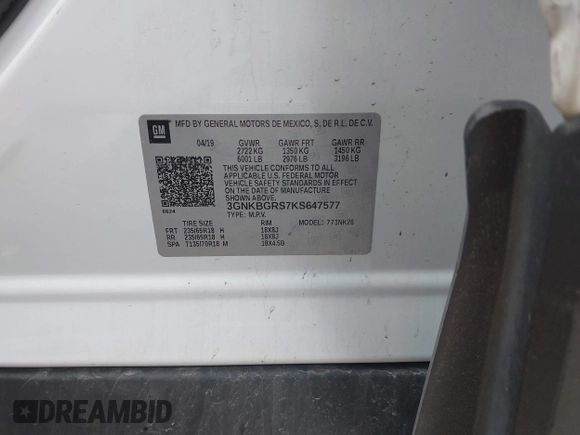 GM MFD BY GENERAL MOTORS DE MEXICO, S. DE R.L. DE C.V.
04/19 GVWR GAWR FRT GAWR RR
2722 KG 1350 KG 1450 KG
6001 LB 2976 LB 3196 LB
THIS VEHICLE CONFORMS TO ALL
APPLICABLE U.S. FEDERAL MOTOR
VEHICLE SAFETY AND THEFT PREVENTION
STANDARDS IN EFFECT ON THE DATE
OF MANUFACTURE
SHOWN ABOVE.
3GNKBGRS7KS647577
TYPE: M.P.V. MODEL: 771NK26
TIRE SIZE RIM
FRT 235/65R18 H 18X8J
RR 235/65R18 H 18X8J
SPA T135/70R18 M 18X4.5B
DREAMBID